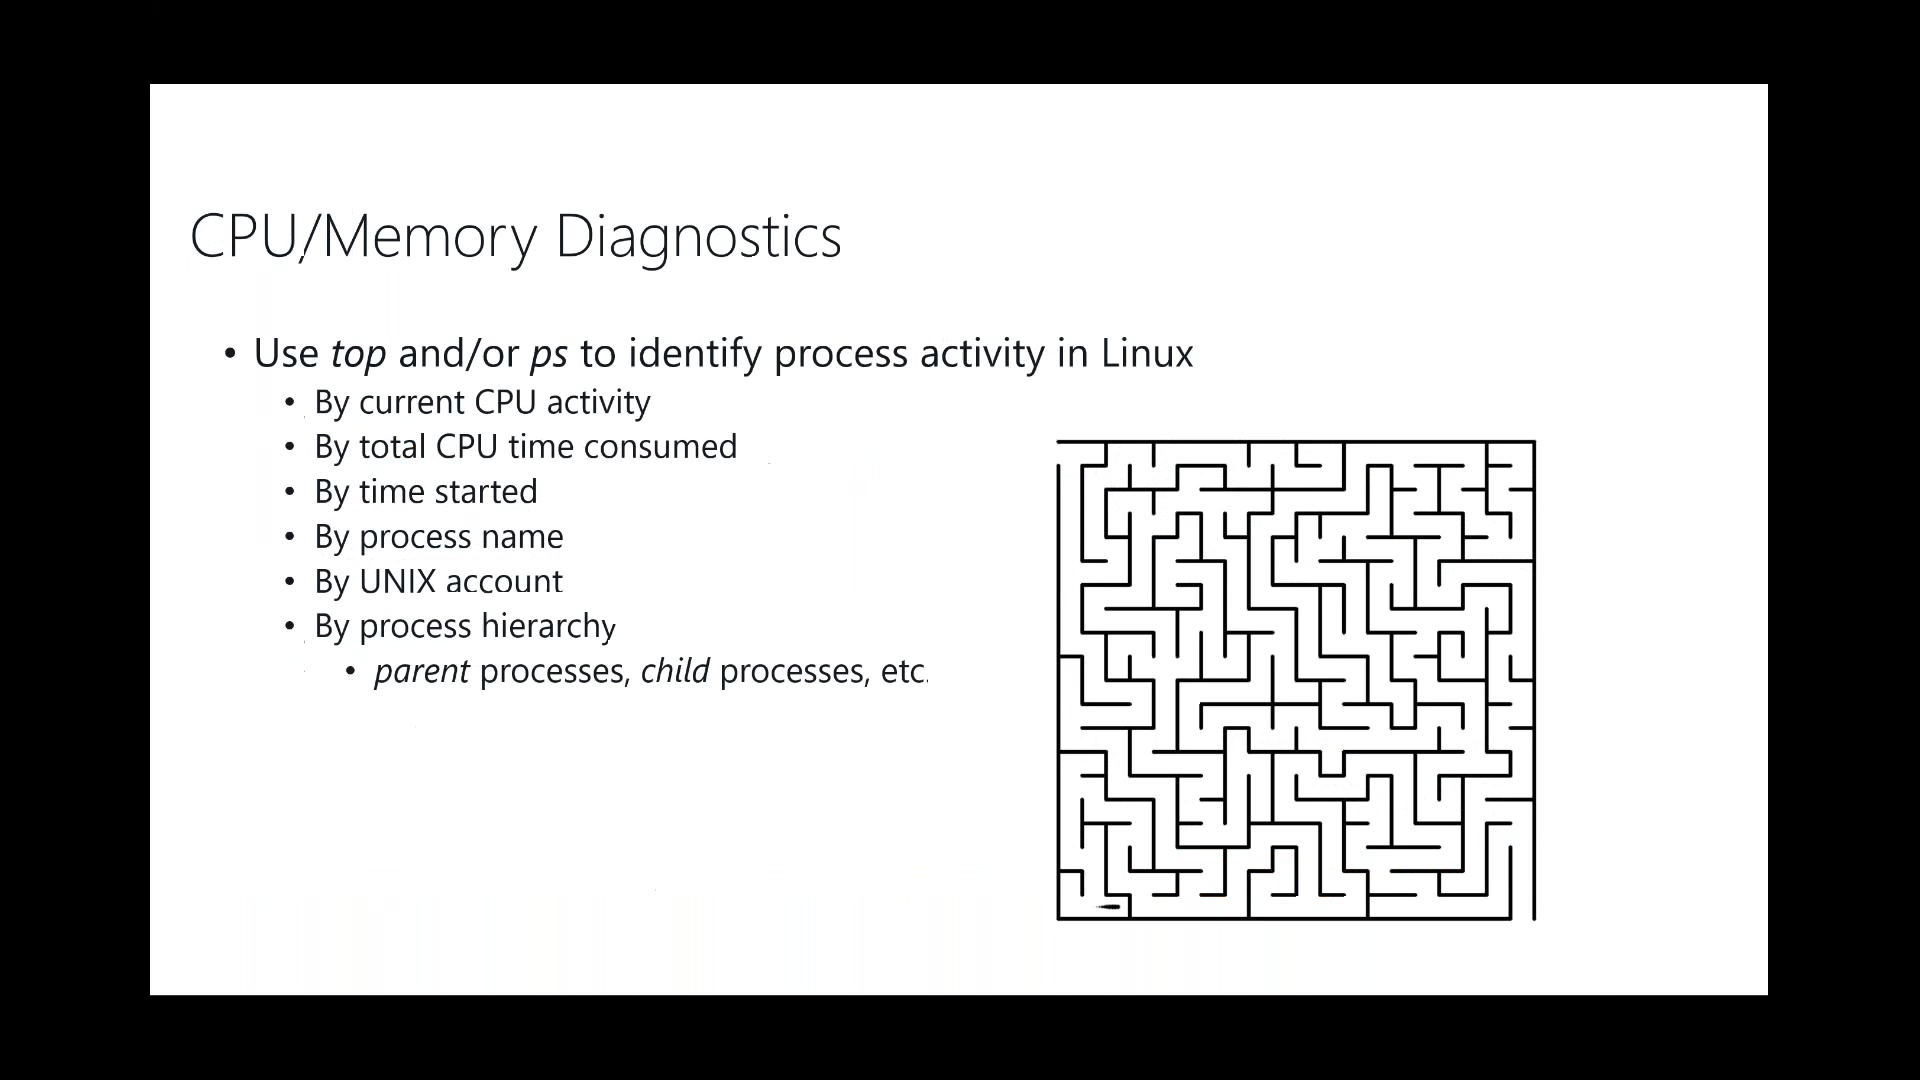 CPU/Memory Diagnostics
• Use top and/or ps to identify process activity in Linux
• By current CPU activity
• By total CPU time consumed
• By time started
• By process name
• By UNIX account
• By process hierarchy
• parent processes, child processes, etc.